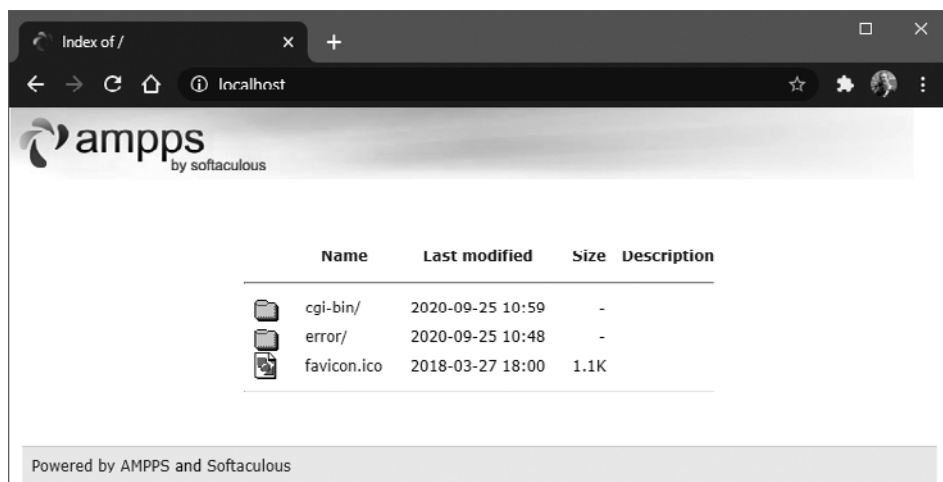 Index of /
localhost
ampps
by softaculous
Name Last modified Size Description
cgi-bin/ 2020-09-25 10:59 -
error/ 2020-09-25 10:48 -
favicon.ico 2018-03-27 18:00 1.1K
Powered by AMPPS and Softaculous